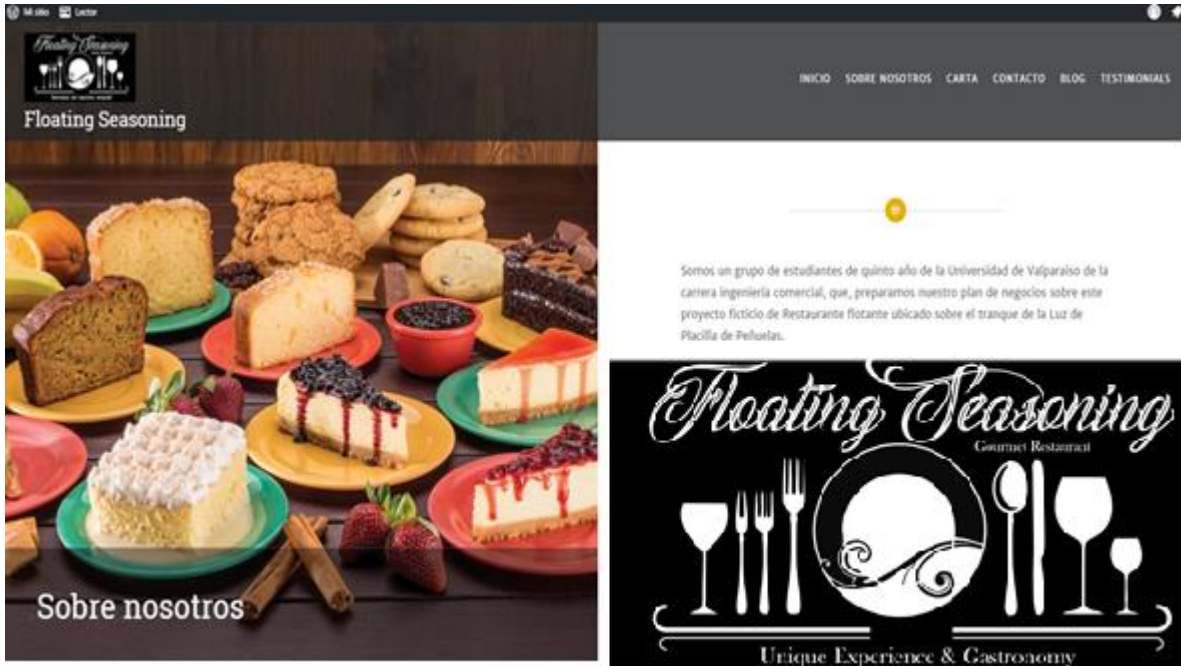 Mi sitio Lector
Floating Seasoning
Floating Seasoning
INICIO SOBRE NOSOTROS CARTA CONTACTO BLOG TESTIMONIALS
Somos un grupo de estudiantes de quinto año de la Universidad de Valparaíso de la
carrera ingeniería comercial, que, preparamos nuestro plan de negocios sobre este
proyecto ficticio de Restaurante flotante ubicado sobre el tranque de la Luz de
Placilla de Peñuelas.
Sobre nosotros
Floating Seasoning
Gourmet Restaurant
Unique Experience & Gastronomy